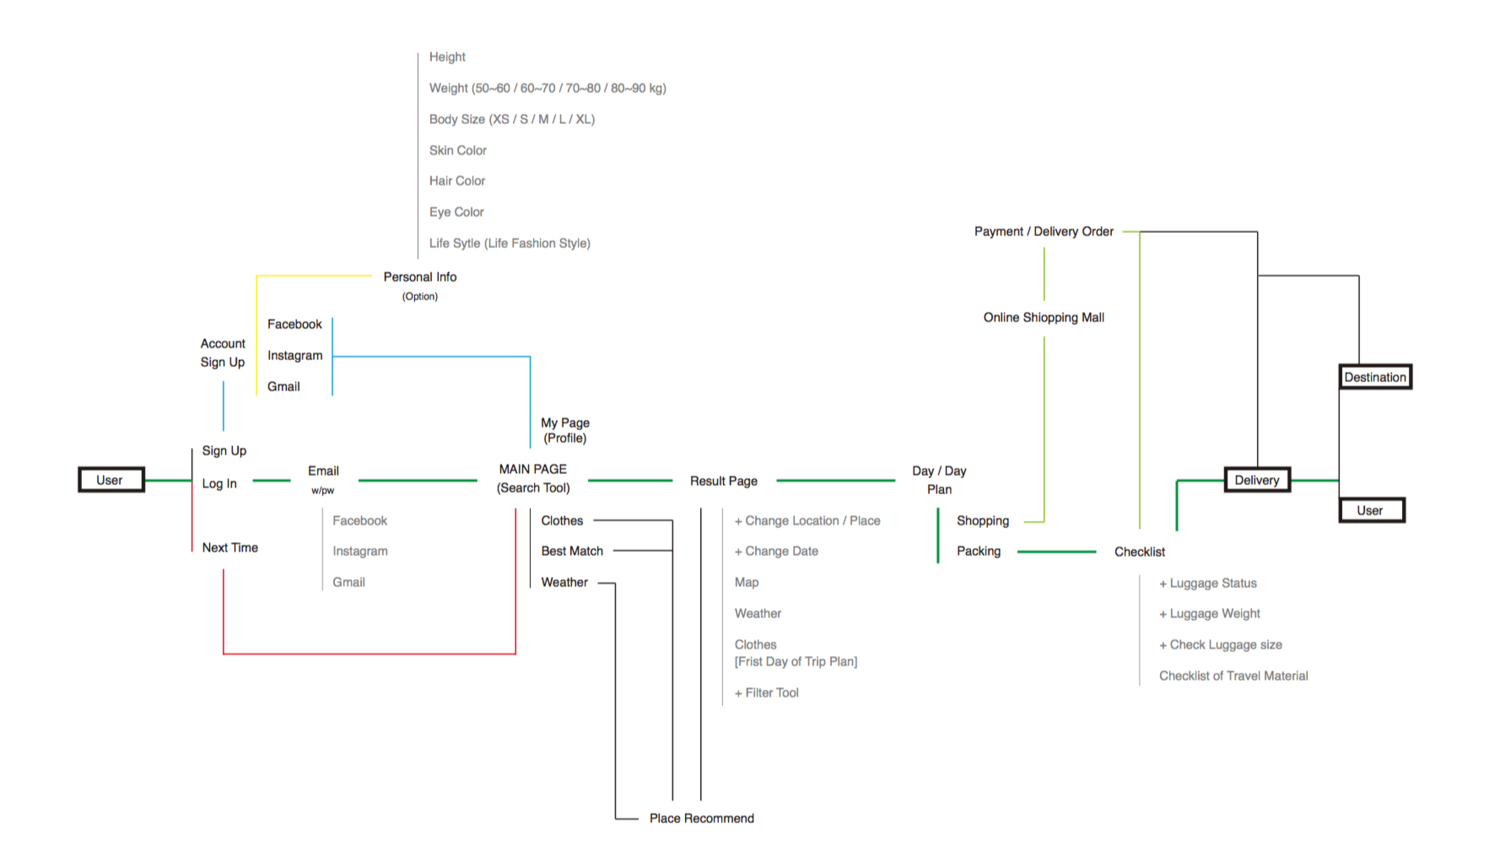 Height
Weight (50~60 / 60~70 / 70~80 / 80~90 kg)
Body Size (XS / S / M / L / XL)
Skin Color
Hair Color
Eye Color
Life Sytle (Life Fashion Style)
Personal Info
(Option)
Facebook
Instagram
Gmail
Account
Sign Up
User
Sign Up
Log In
Next Time
Email
w/pw
Facebook
Instagram
Gmail
My Page
(Profile)
MAIN PAGE
(Search Tool)
Clothes
Best Match
Weather
Result Page
+ Change Location / Place
+ Change Date
Map
Weather
Clothes
[Frist Day of Trip Plan]
+ Filter Tool
Place Recommend
Day / Day
Plan
Shopping
Packing
Payment / Delivery Order
Online Shiopping Mall
Checklist
+ Luggage Status
+ Luggage Weight
+ Check Luggage size
Checklist of Travel Material
Delivery
Destination
User